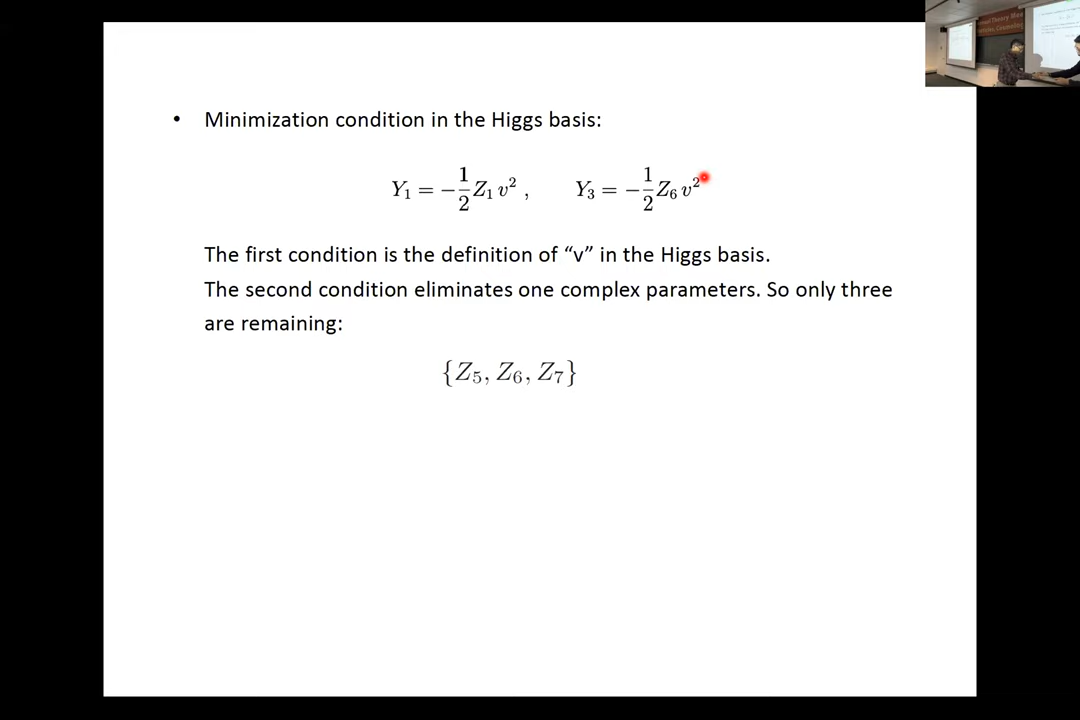 • Minimization condition in the Higgs basis:
Y₁ = −1/2 Z₁ v² ,   Y₃ = −1/2 Z₆ v²
The first condition is the definition of “v” in the Higgs basis.
The second condition eliminates one complex parameters. So only three
are remaining:
{Z₅, Z₆, Z₇}